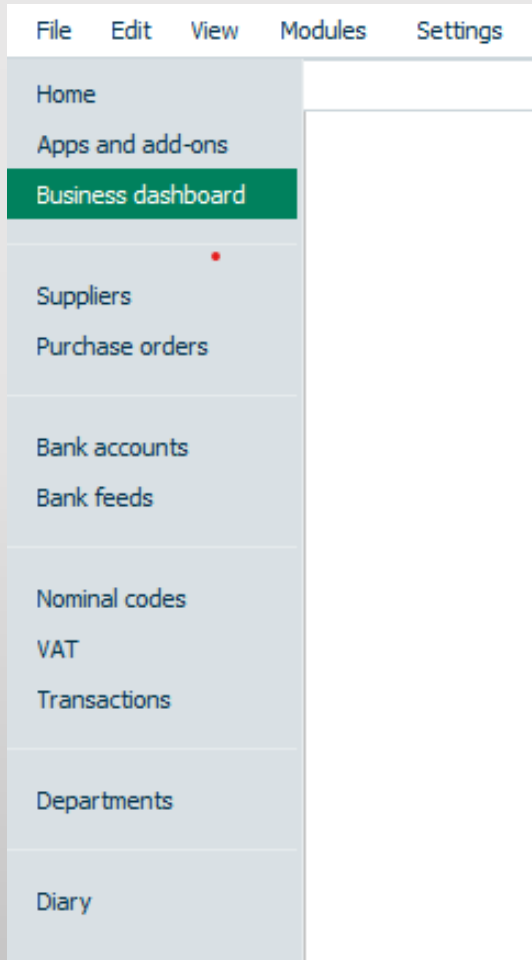 File Edit View Modules Settings
Home
Apps and add-ons
Business dashboard
Suppliers
Purchase orders
Bank accounts
Bank feeds
Nominal codes
VAT
Transactions
Departments
Diary